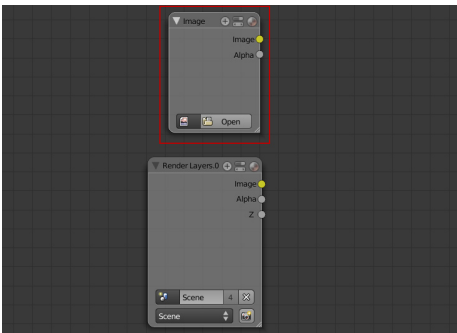 Image
Image
Alpha
Open
Render Layers.0
Image
Alpha
Z
Scene 4
Scene